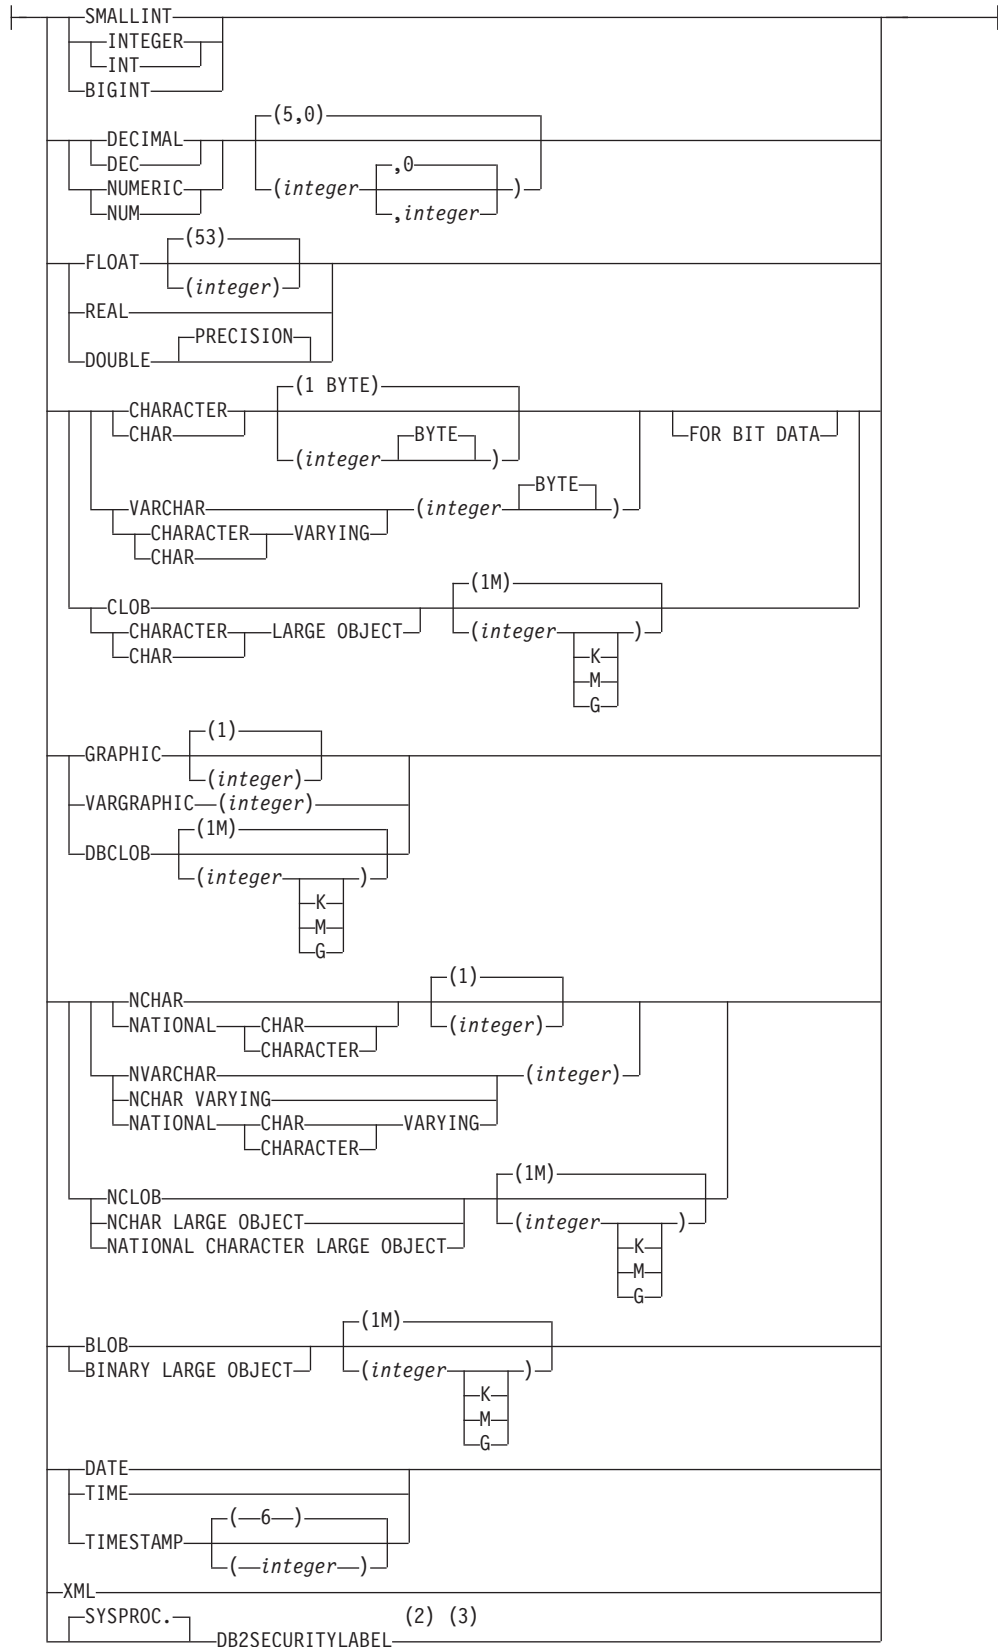 SMALLINT
INTEGER
INT
BIGINT
(5,0)
DECIMAL
DEC
,0
NUMERIC
(integer
)
NUM
,integer
(53)
FLOAT
(integer)
REAL
PRECISION
DOUBLE
(1 BYTE)
CHARACTER
CHAR
FOR BIT DATA
BYTE
(integer
)
BYTE
VARCHAR
(integer
)
CHARACTER
VARYING
CHAR
(1M)
CLOB
CHARACTER
LARGE OBJECT
(integer
)
CHAR
K
M
G
(1)
GRAPHIC
(integer)
VARGRAPHIC
(integer)
(1M)
DBCLOB
(integer
)
K
M
G
(1)
NCHAR
NATIONAL
CHAR
(integer)
CHARACTER
NVARCHAR
(integer)
NCHAR VARYING
NATIONAL
CHAR
VARYING
CHARACTER
(1M)
NCLOB
NCHAR LARGE OBJECT
(integer
)
NATIONAL CHARACTER LARGE OBJECT
K
M
G
(1M)
BLOB
BINARY LARGE OBJECT
(integer
)
K
M
G
DATE
TIME
( 6 )
TIMESTAMP
( integer )
XML
SYSPROC.
(2) (3)
DB2SECURITYLABEL